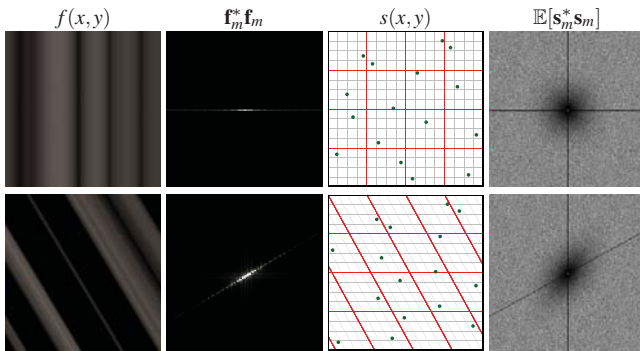 f(x,y) f*ₘfₘ s(x,y) 𝔼[s*ₘsₘ]